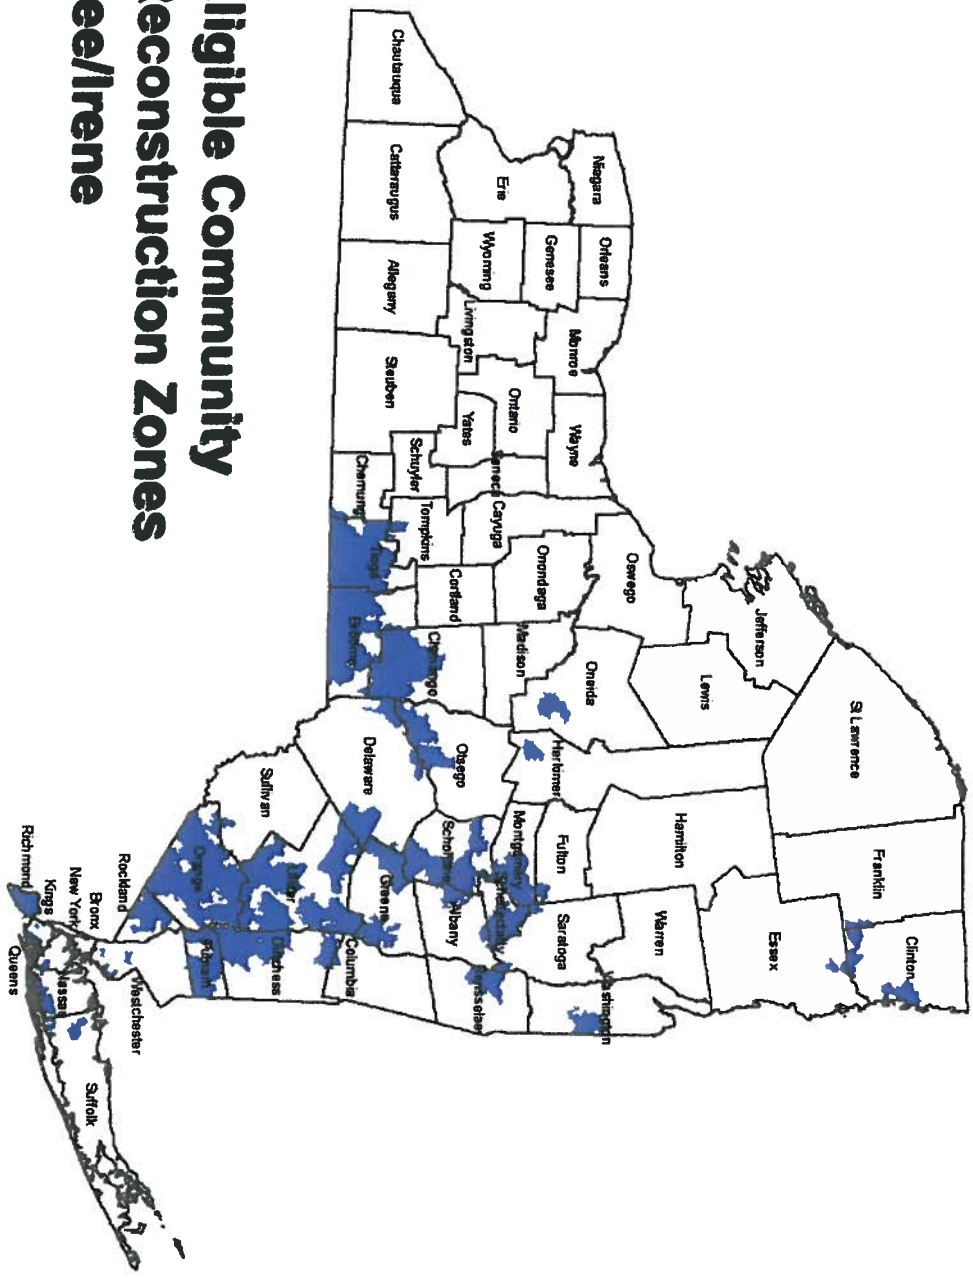 ligible Community
econstruction Zones
ee/Irene
Chautauqua
Cattaraugus
Allegany
Steuben
Chemung
Tioga
Broome
Niagara
Erie
Orleans
Genesee
Wyoming
Monroe
Livingston
Ontario
Yates
Wayne
Seneca
Schuyler
Cayuga
Tompkins
Onondaga
Cortland
Oswego
Jefferson
Lewis
Oneida
Madison
Chenango
St Lawrence
Franklin
Clinton
Essex
Hamilton
Herkimer
Otsego
Delaware
Sullivan
Fulton
Montgomery
Schoharie
Schenectady
Saratoga
Warren
Washington
Albany
Rensselaer
Greene
Columbia
Ulster
Dutchess
Orange
Putnam
Rockland
Westchester
Bronx
New York
Kings
Richmond
Queens
Nassau
Suffolk